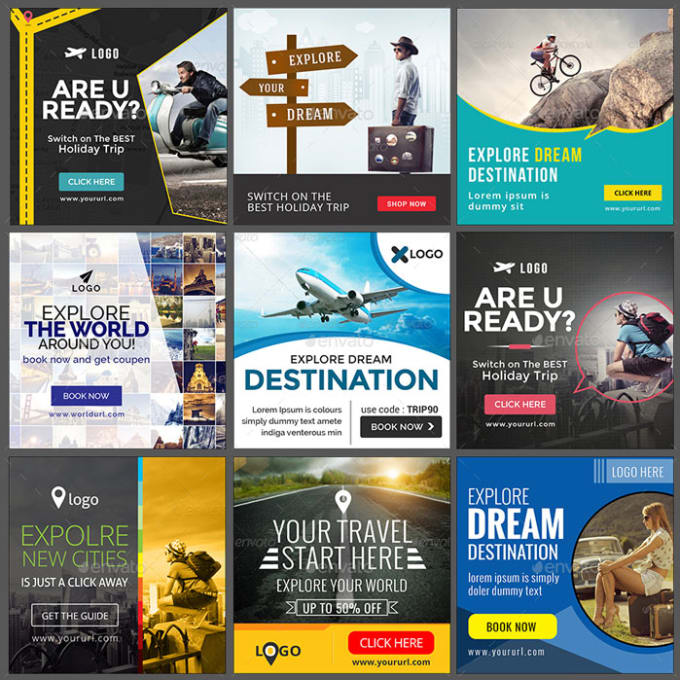 LOGO
ARE U
READY?
Switch on The BEST
Holiday Trip
CLICK HERE
www.yoururl.com
EXPLORE
YOUR
DREAM
SWITCH ON THE
BEST HOLIDAY TRIP
SHOP NOW
EXPLORE DREAM
DESTINATION
Lorem ipsum is
dummy sit
CLICK HERE
www.yoururl.com
LOGO
EXPLORE
THE WORLD
AROUND YOU!
book now and get coupen
BOOK NOW
www.worldurl.com
LOGO
EXPLORE DREAM
DESTINATION
Lorem Ipsum is colours
simply dummy text amete
indiga venterous min
use code : TRIP90
BOOK NOW >
LOGO
ARE U
READY?
Switch on The BEST
Holiday Trip
CLICK HERE
www.yoururl.com
logo
EXPOLRE
NEW CITIES
IS JUST A CLICK AWAY
GET THE GUIDE
www.yoururl.com
YOUR TRAVEL
START HERE
EXPLORE YOUR WORLD
UP TO 50% OFF
LOGO
CLICK HERE
www.yoururl.com
LOGO HERE
EXPLORE
DREAM
DESTINATION
lorem ipsum is simply
dummy text
BOOK NOW
www.yoururl.com
envato